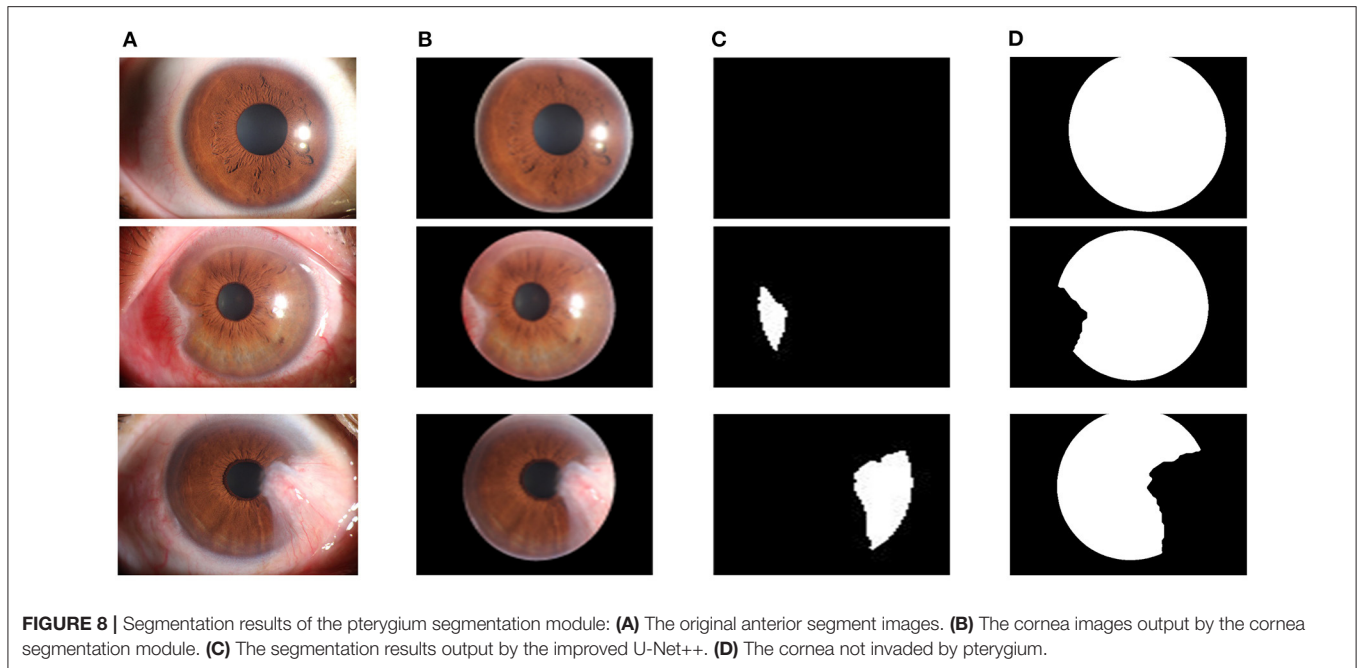 A B C D
FIGURE 8 | Segmentation results of the pterygium segmentation module: (A) The original anterior segment images. (B) The cornea images output by the cornea
segmentation module. (C) The segmentation results output by the improved U-Net++. (D) The cornea not invaded by pterygium.